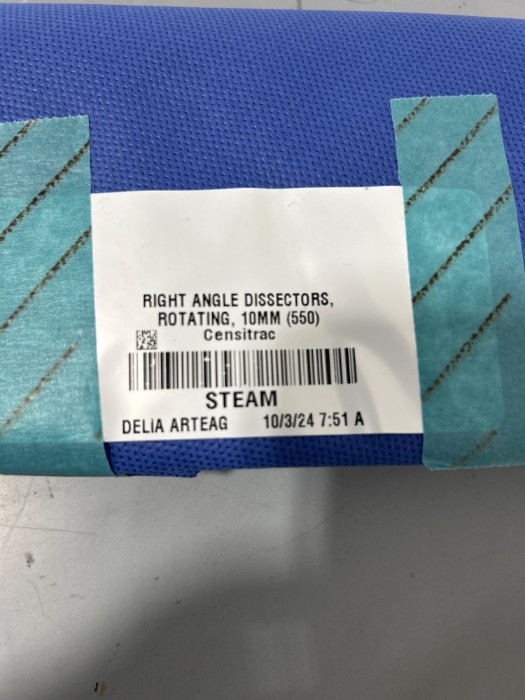 RIGHT ANGLE DISSECTORS,
ROTATING, 10MM (550)
Censitrac
STEAM
DELIA ARTEAG 10/3/24 7:51 A